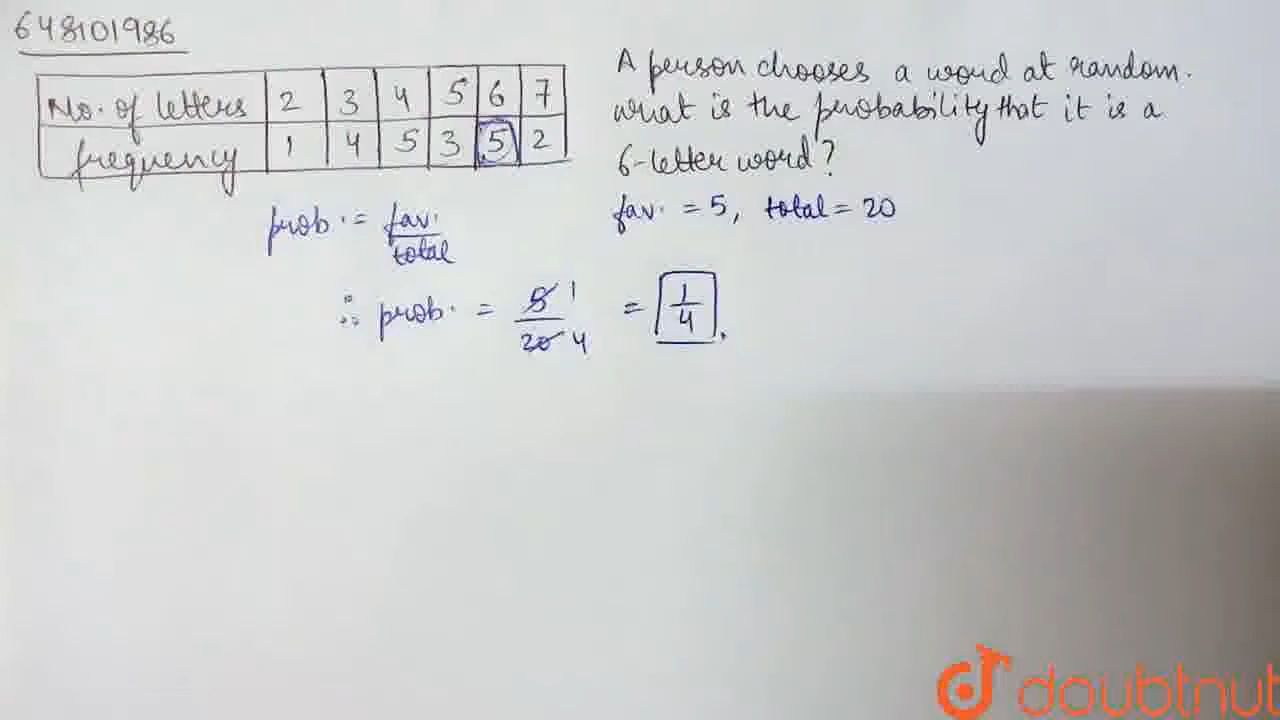 648101986
No. of letters 2 3 4 5 6 7
frequency 1 4 5 3 5 2
A person chooses a word at random.
what is the probability that it is a
6-letter word?
fav. = 5, total = 20
prob. = fav. / total
∴ prob. = 5 1 / 20 4 = 1/4.
doubtnut